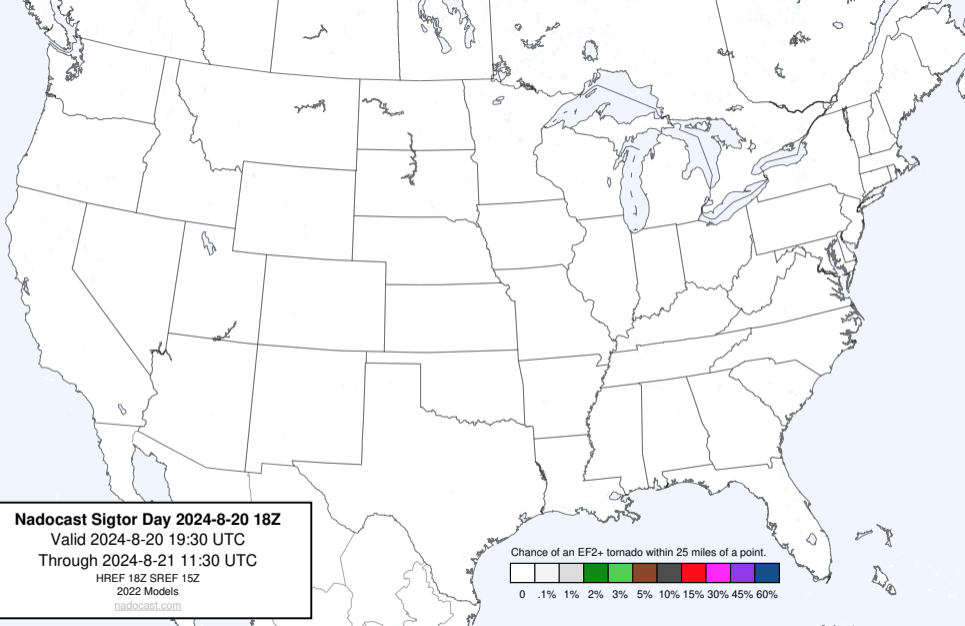 Nadocast Sigtor Day 2024-8-20 18Z
Valid 2024-8-20 19:30 UTC
Through 2024-8-21 11:30 UTC
HREF 18Z SREF 15Z
2022 Models
nadocast.com
Chance of an EF2+ tornado within 25 miles of a point.
0 .1% 1% 2% 3% 5% 10% 15% 30% 45% 60%